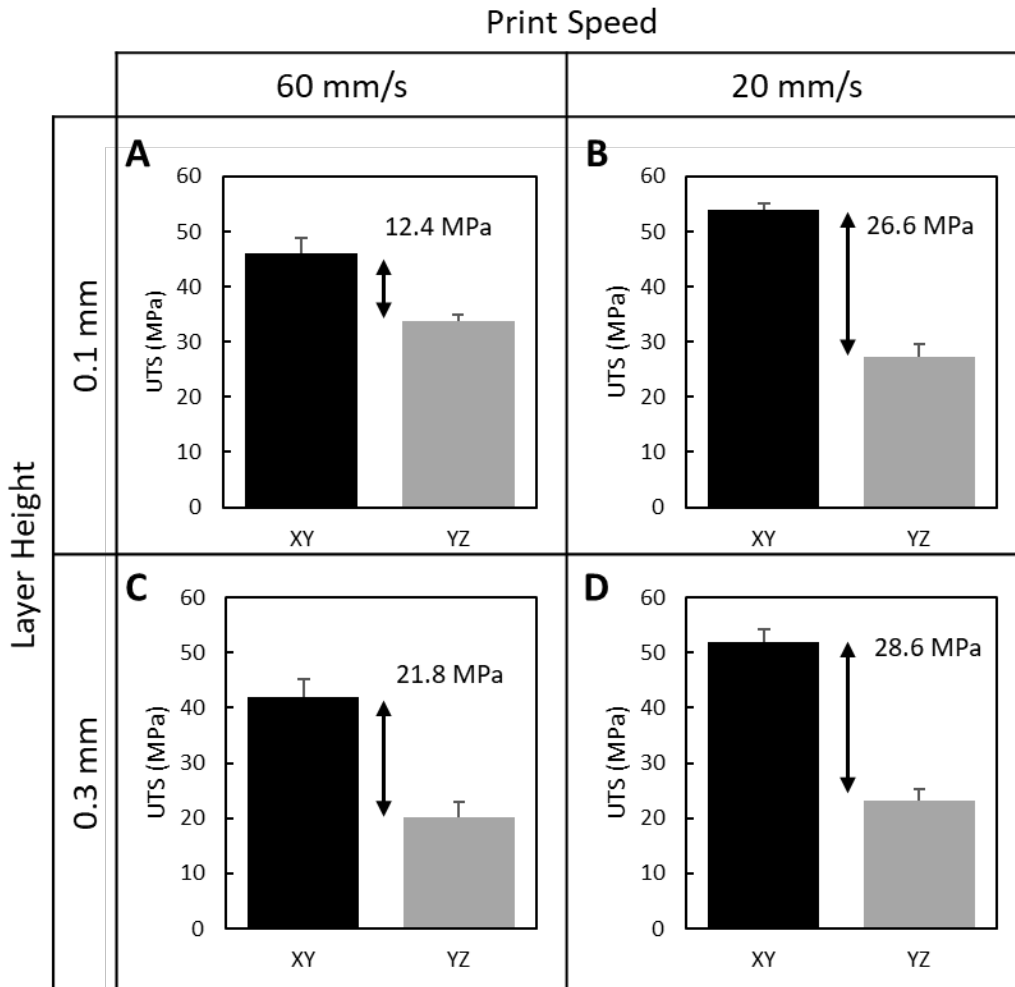 Print Speed
60 mm/s
20 mm/s
Layer Height
0.1 mm
0.3 mm
A
UTS (MPa)
60
50
40
30
20
10
0
12.4 MPa
XY
YZ
B
UTS (MPa)
60
50
40
30
20
10
0
26.6 MPa
XY
YZ
C
UTS (MPa)
60
50
40
30
20
10
0
21.8 MPa
XY
YZ
D
UTS (MPa)
60
50
40
30
20
10
0
28.6 MPa
XY
YZ